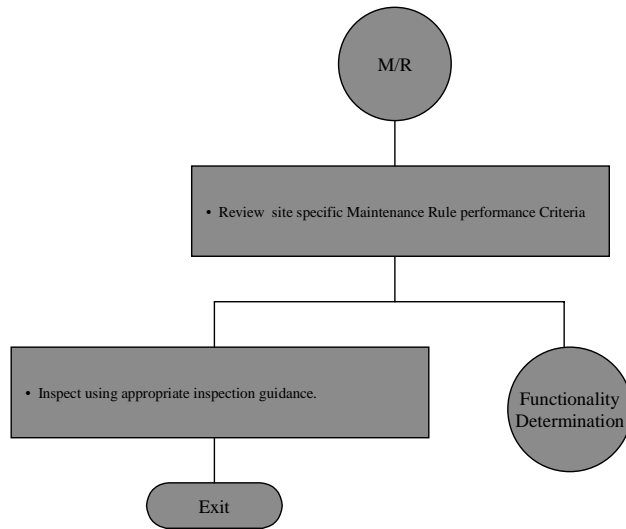 M/R
• Review site specific Maintenance Rule performance Criteria
• Inspect using appropriate inspection guidance.
Functionality
Determination
Exit